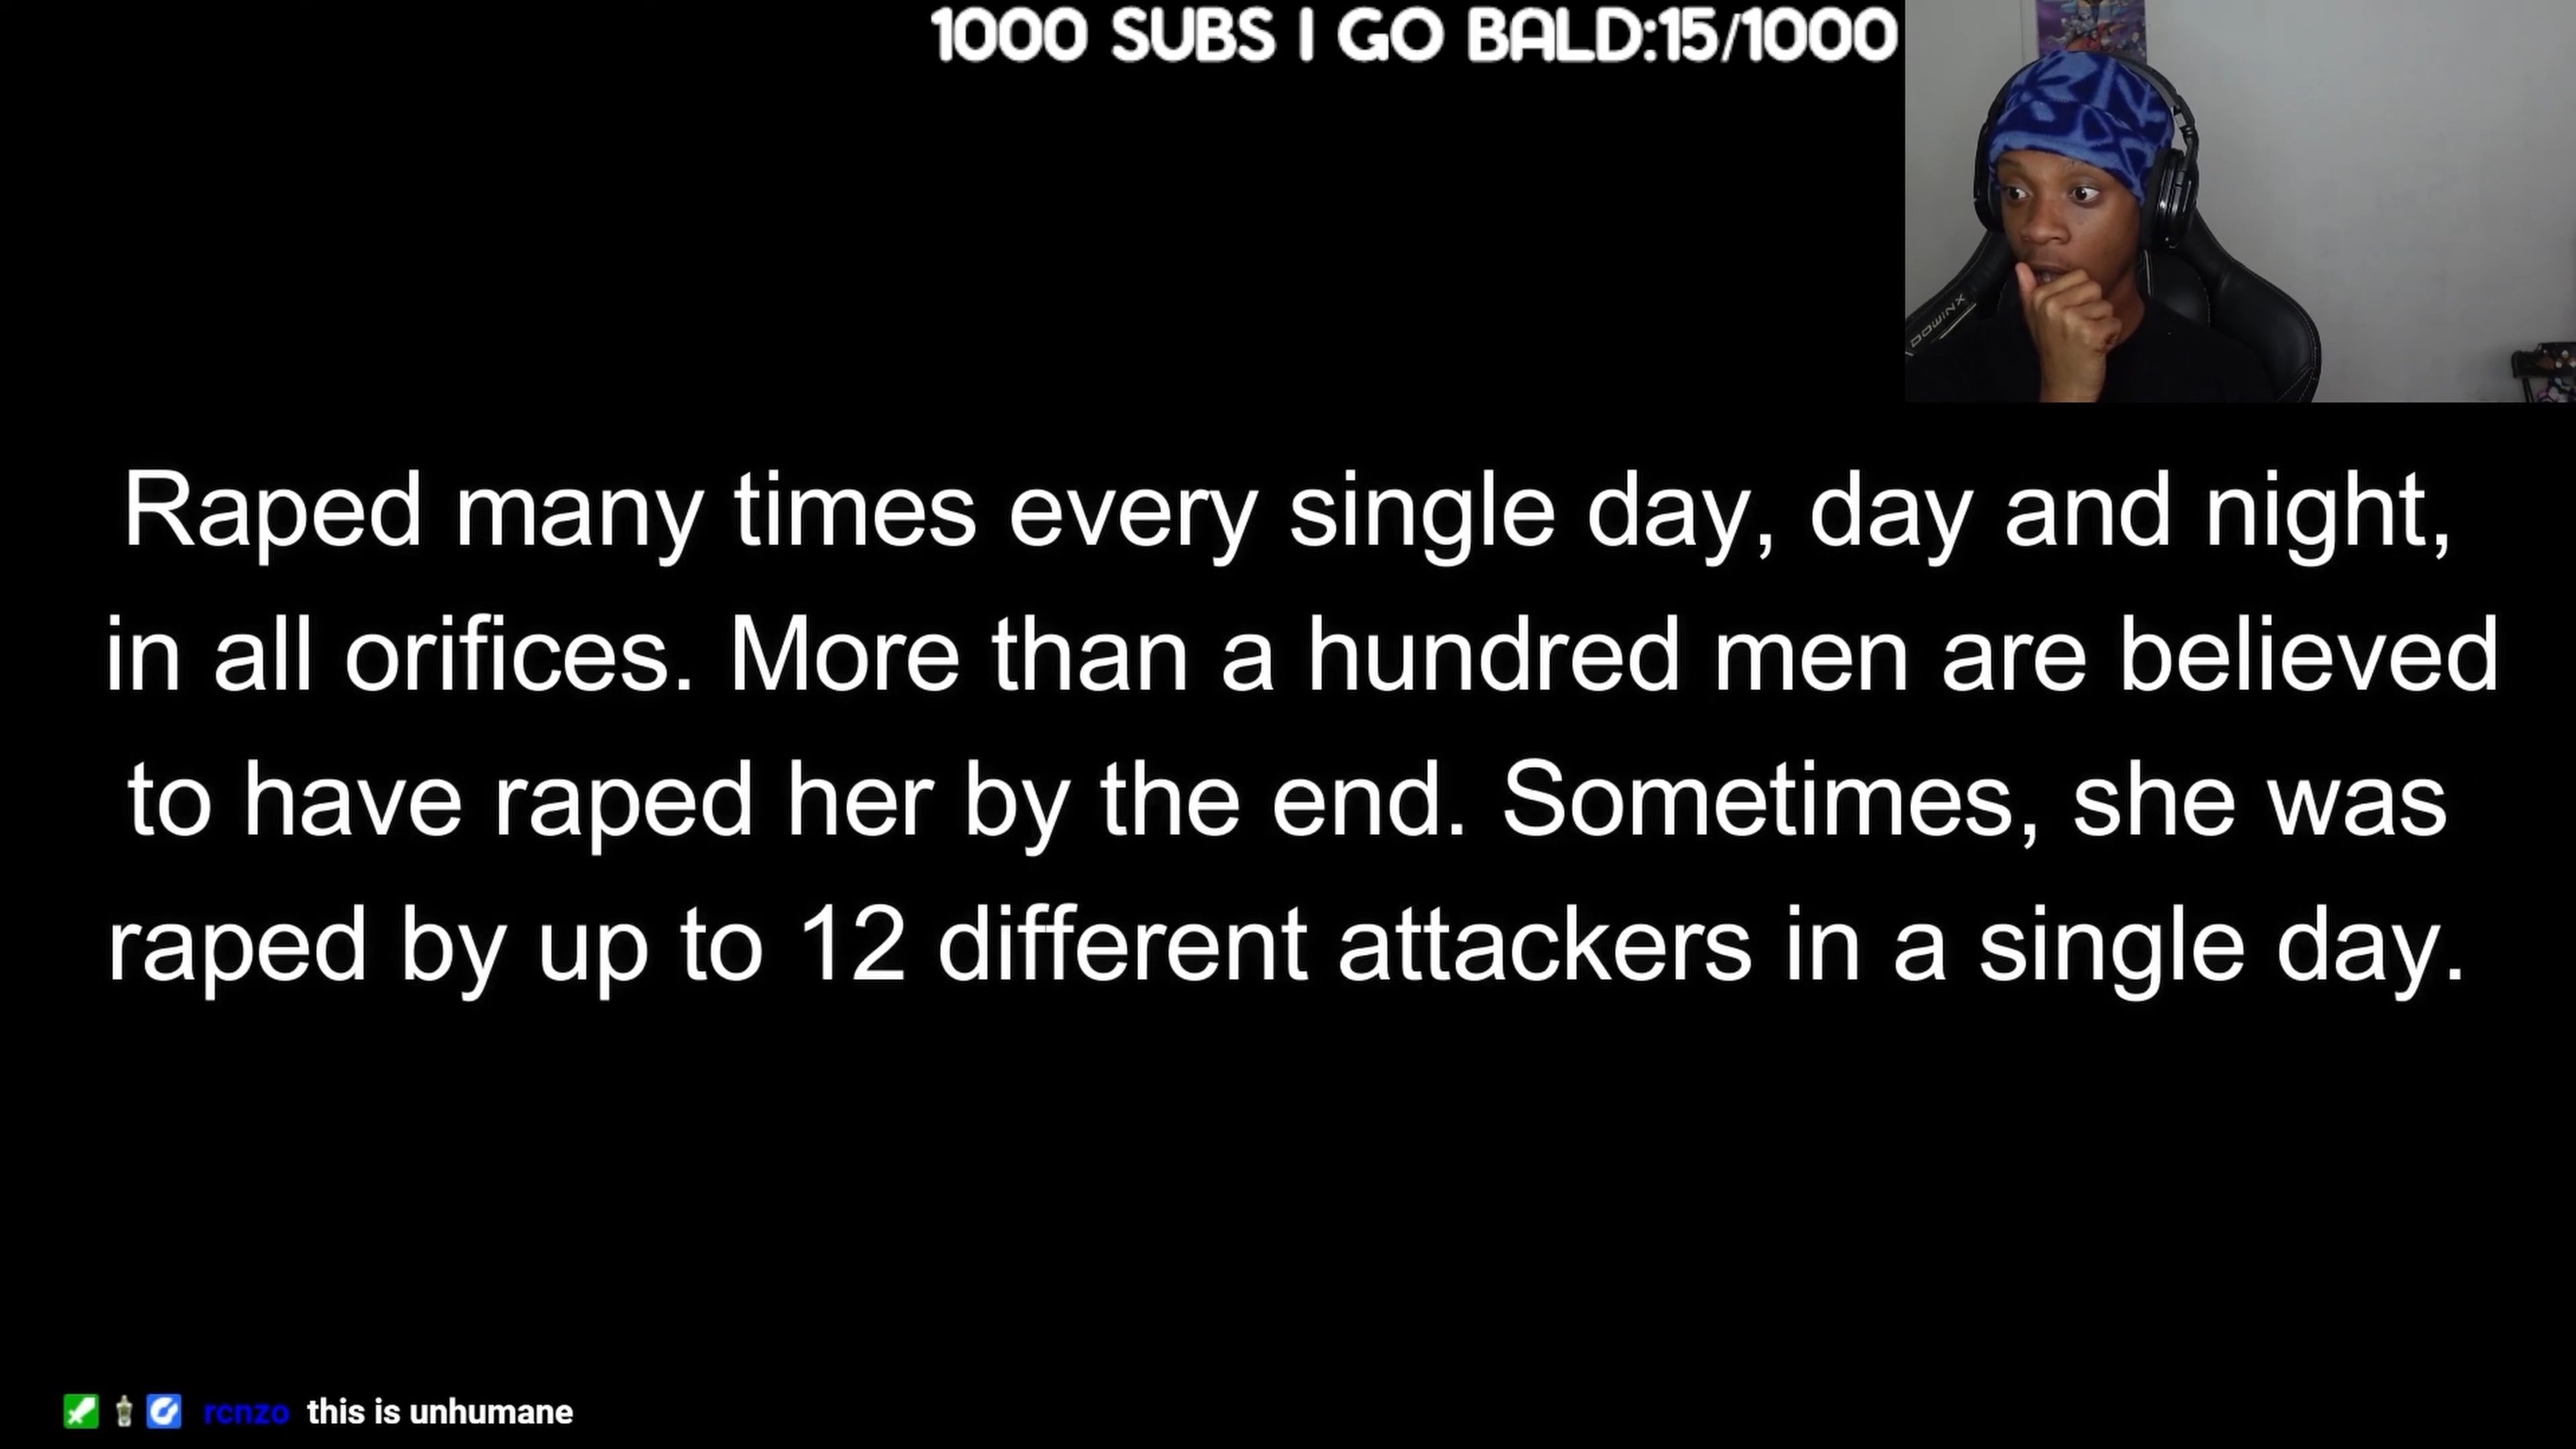 1000 SUBS I GO BALD:15/1000
DOWINX
Raped many times every single day, day and night,
in all orifices. More than a hundred men are believed
to have raped her by the end. Sometimes, she was
raped by up to 12 different attackers in a single day.
rcnzo this is unhumane